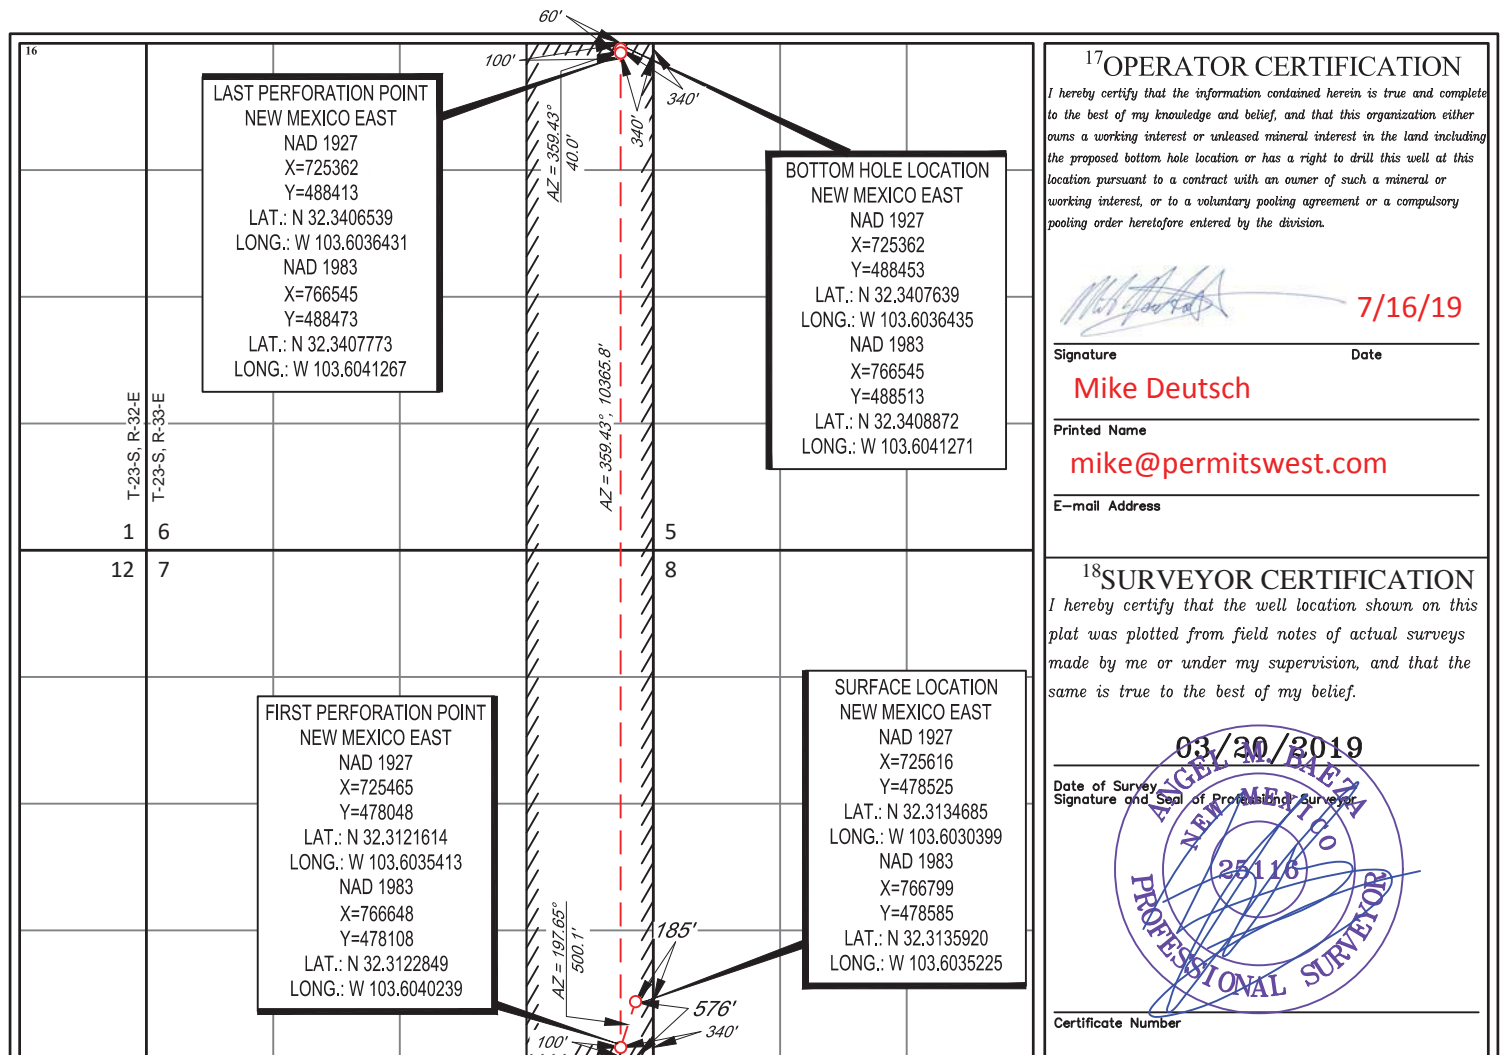 16
60'
100'
340'
340'
AZ = 359.43°
40.0'
LAST PERFORATION POINT
NEW MEXICO EAST
NAD 1927
X=725362
Y=488413
LAT.: N 32.3406539
LONG.: W 103.6036431
NAD 1983
X=766545
Y=488473
LAT.: N 32.3407773
LONG.: W 103.6041267
BOTTOM HOLE LOCATION
NEW MEXICO EAST
NAD 1927
X=725362
Y=488453
LAT.: N 32.3407639
LONG.: W 103.6036435
NAD 1983
X=766545
Y=488513
LAT.: N 32.3408872
LONG.: W 103.6041271
T-23-S, R-32-E
T-23-S, R-33-E
AZ = 359.43°, 10365.8'
1 6
5
12 7
8
FIRST PERFORATION POINT
NEW MEXICO EAST
NAD 1927
X=725465
Y=478048
LAT.: N 32.3121614
LONG.: W 103.6035413
NAD 1983
X=766648
Y=478108
LAT.: N 32.3122849
LONG.: W 103.6040239
SURFACE LOCATION
NEW MEXICO EAST
NAD 1927
X=725616
Y=478525
LAT.: N 32.3134685
LONG.: W 103.6030399
NAD 1983
X=766799
Y=478585
LAT.: N 32.3135920
LONG.: W 103.6035225
AZ = 197.65°
500.1'
185'
576'
340'
100'
17OPERATOR CERTIFICATION
I hereby certify that the information contained herein is true and complete
to the best of my knowledge and belief, and that this organization either
owns a working interest or unleased mineral interest in the land including
the proposed bottom hole location or has a right to drill this well at this
location pursuant to a contract with an owner of such a mineral or
working interest, or to a voluntary pooling agreement or a compulsory
pooling order heretofore entered by the division.
7/16/19
Signature Date
Mike Deutsch
Printed Name
mike@permitswest.com
E-mail Address
18SURVEYOR CERTIFICATION
I hereby certify that the well location shown on this
plat was plotted from field notes of actual surveys
made by me or under my supervision, and that the
same is true to the best of my belief.
03/20/2019
Date of Survey
Signature and Seal of Professional Surveyor
ANGEL M. BAEZA
NEW MEXICO
25116
PROFESSIONAL SURVEYOR
Certificate Number